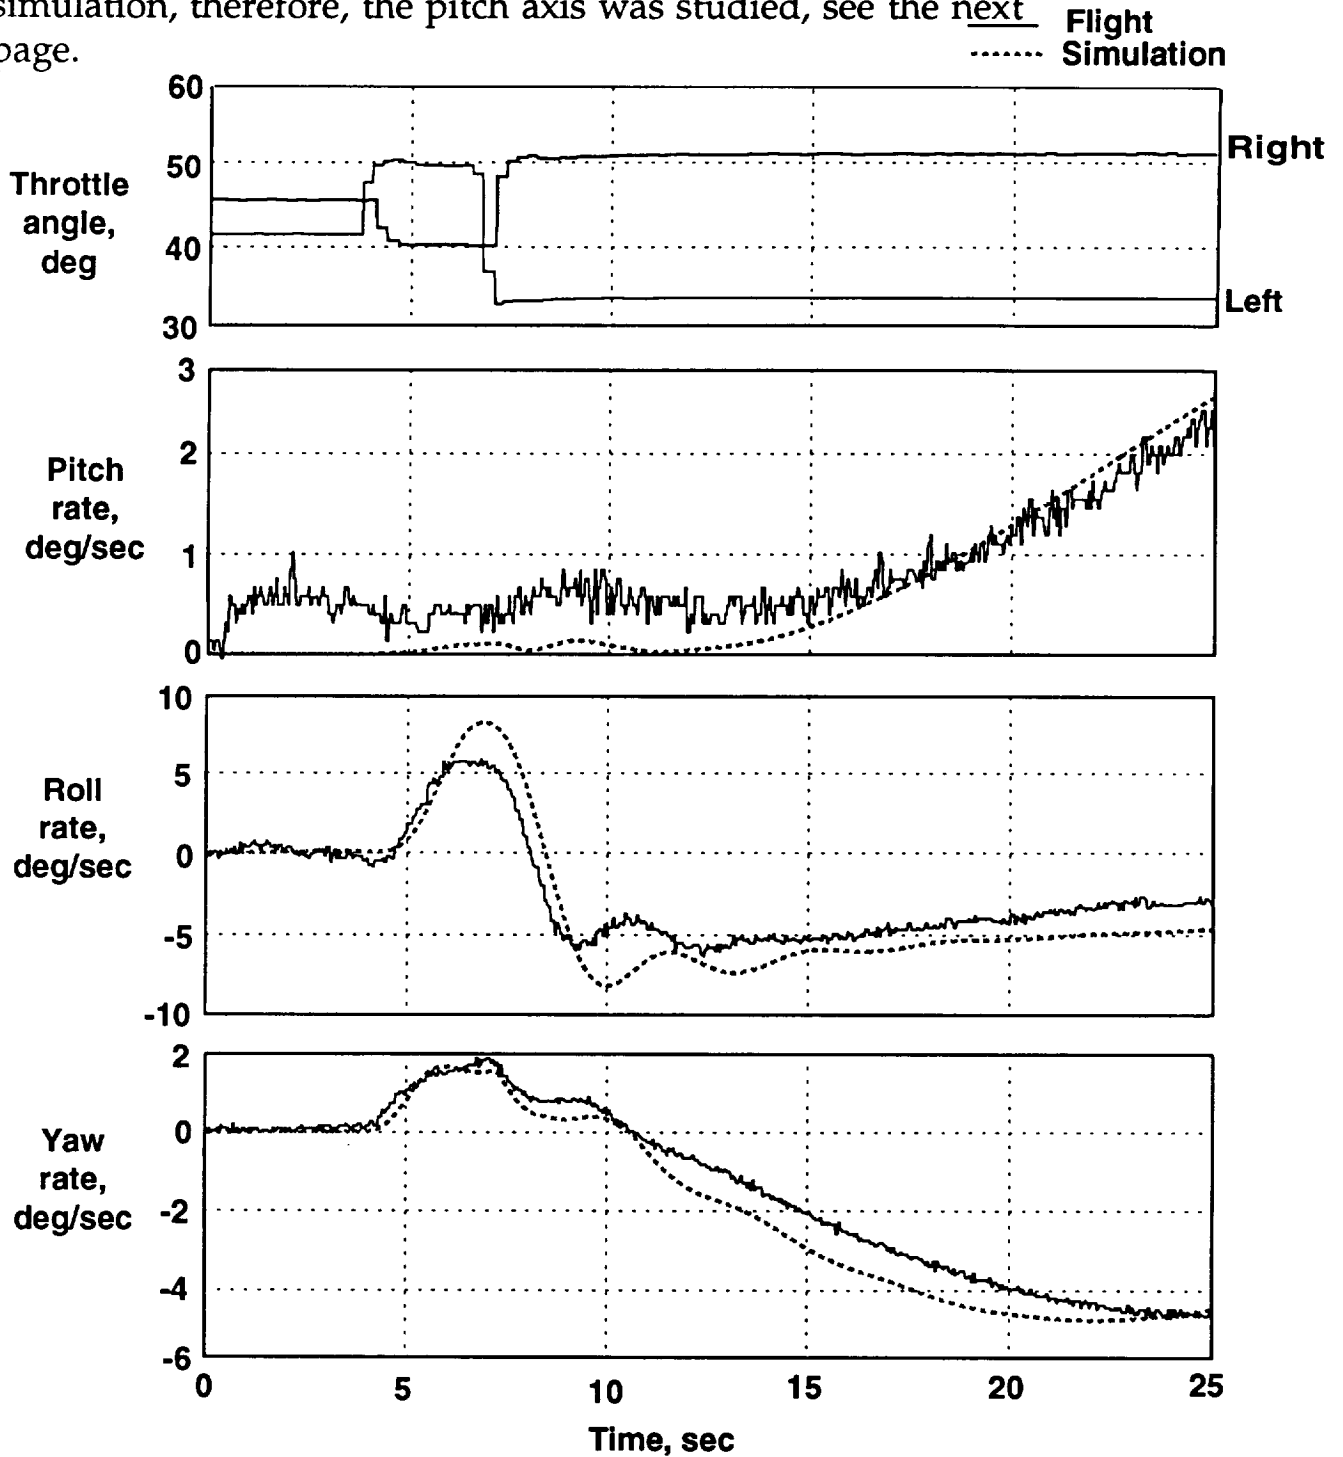 simulation, therefore, the pitch axis was studied, see the next
page.
Flight
Simulation
Throttle
angle,
deg
60
50
40
30
Right
Left
Pitch
rate,
deg/sec
3
2
1
0
Roll
rate,
deg/sec
10
5
0
-5
-10
Yaw
rate,
deg/sec
2
0
-2
-4
-6
0 5 10 15 20 25
Time, sec